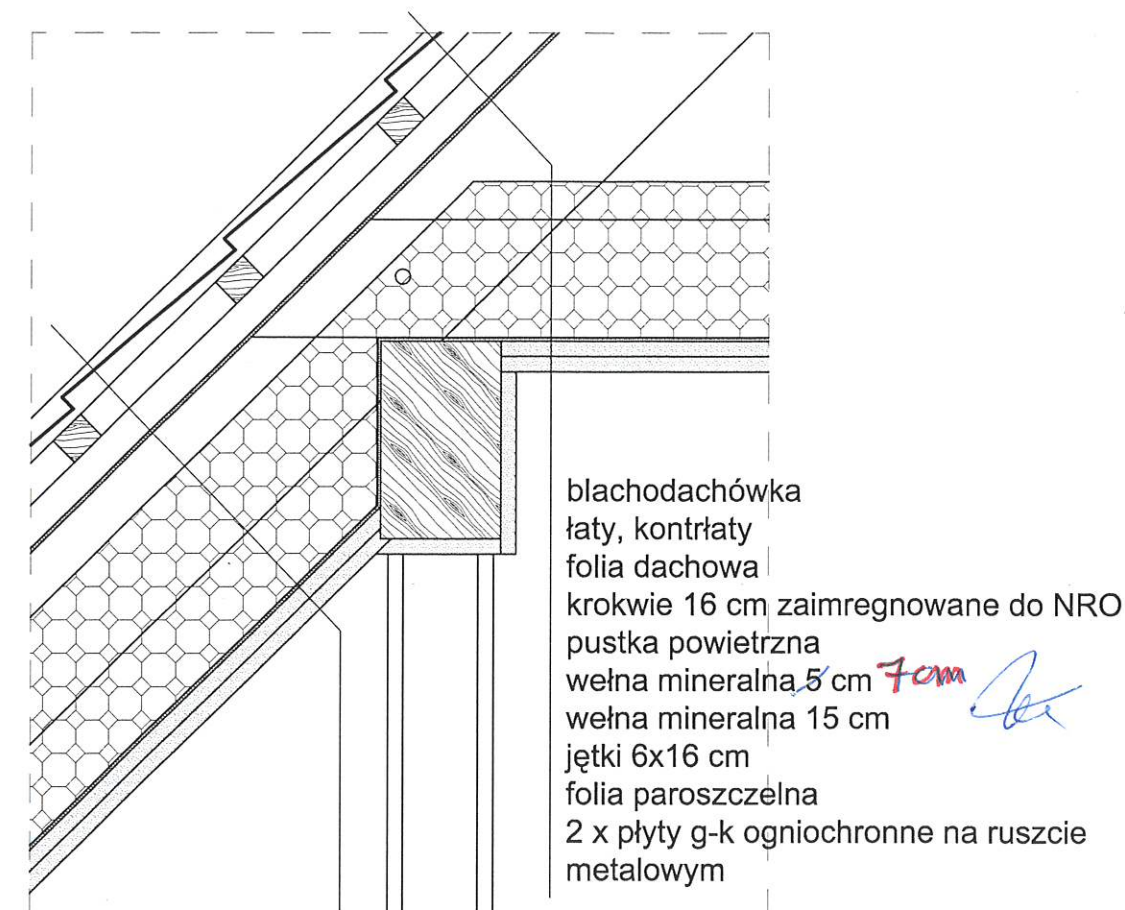 blachodachówka
łaty, kontrłaty
folia dachowa
krokwie 16 cm zaimregnowane do NRO
pustka powietrzna
wełna mineralna 5 cm 7cm
wełna mineralna 15 cm
jętki 6x16 cm
folia paroszczelna
2 x płyty g-k ogniochronne na ruszcie
metalowym